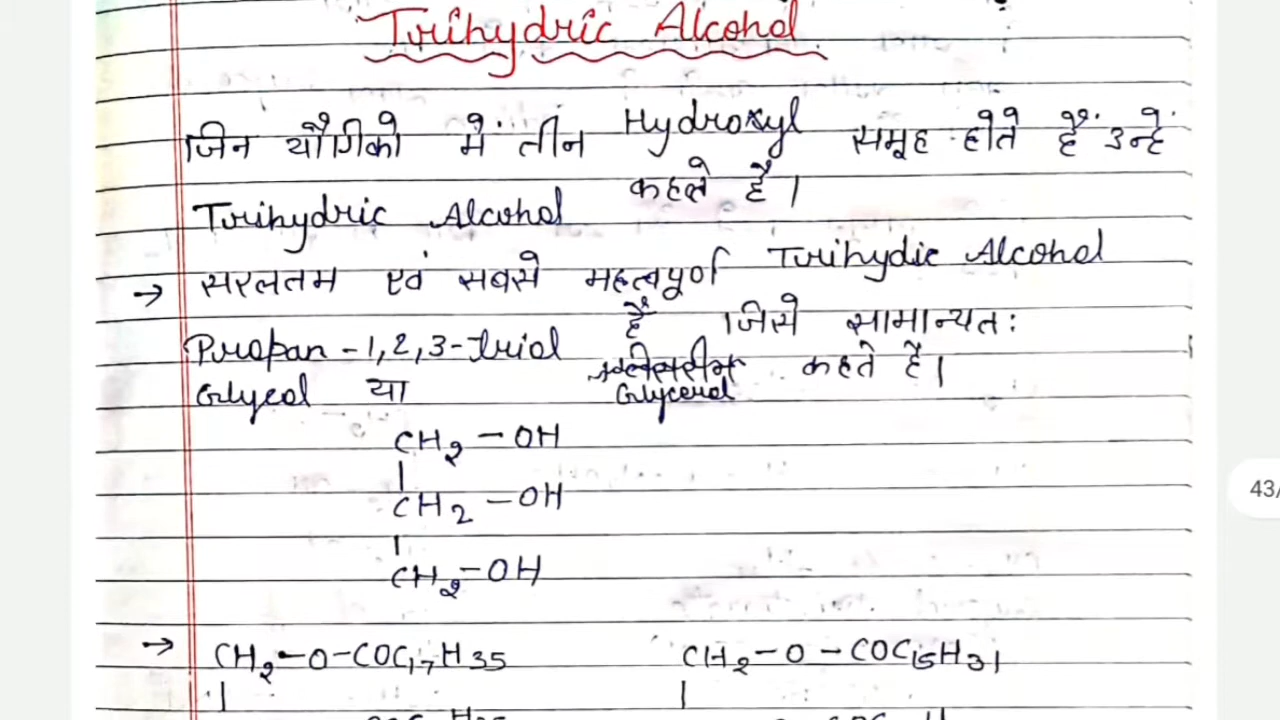 Trihydric Alcohol
जिन यौगिको में तीन Hydroxyl समूह होते हैं उन्हे
Trihydric Alcohol कहते है।
→ सरलतम एवं सबसे महत्वपूर्ण Trihydic Alcohol
Propan-1,2,3-triol है जिसे सामान्यत:
Glycol या Glycerol कहते है।
CH2-OH
|
CH2-OH
|
CH2-OH
→ CH2-O-COC17H35 CH2-O-COC15H31
43/